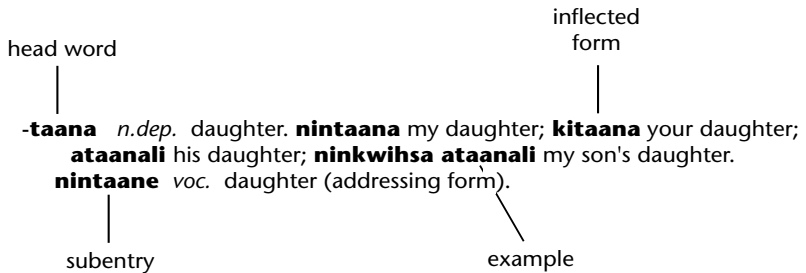 inflected
form
head word
-taana n.dep. daughter. nintaana my daughter; kitaana your daughter;
ataanali his daughter; ninkwihsa ataanali my son's daughter.
nintaane voc. daughter (addressing form).
subentry
example